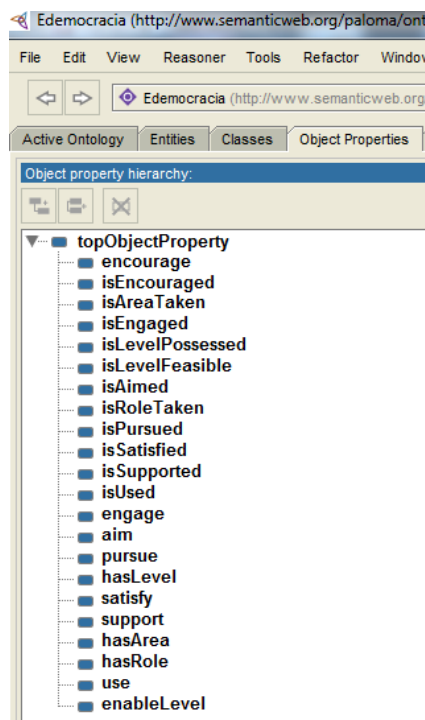 Edemocracia (http://www.semanticweb.org/paloma/ont
File Edit View Reasoner Tools Refactor Window
Edemocracia (http://www.semanticweb.org
Active Ontology Entities Classes Object Properties
Object property hierarchy:
topObjectProperty
encourage
isEncouraged
isAreaTaken
isEngaged
isLevelPossessed
isLevelFeasible
isAimed
isRoleTaken
isPursued
isSatisfied
isSupported
isUsed
engage
aim
pursue
hasLevel
satisfy
support
hasArea
hasRole
use
enableLevel